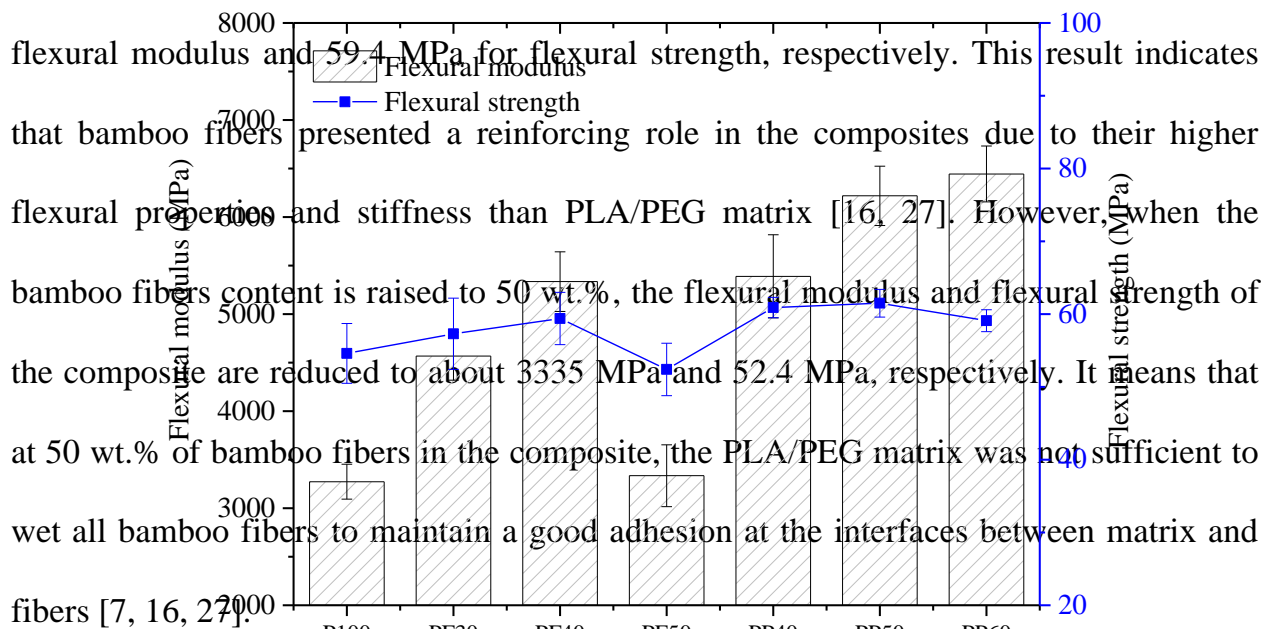 flexural modulus and 59.4 MPa for flexural strength, respectively. This result indicates
that bamboo fibers presented a reinforcing role in the composites due to their higher
flexural properties and stiffness than PLA/PEG matrix [16, 27]. However, when the
bamboo fibers content is raised to 50 wt.%, the flexural modulus and flexural strength of
the composite are reduced to about 3335 MPa and 52.4 MPa, respectively. It means that
at 50 wt.% of bamboo fibers in the composite, the PLA/PEG matrix was not sufficient to
wet all bamboo fibers to maintain a good adhesion at the interfaces between matrix and
fibers [7, 16, 27].
Flexural modulus
Flexural strength
Flexural modulus (MPa)
8000
7000
6000
5000
4000
3000
2000
Flexural strength (MPa)
100
80
60
40
20